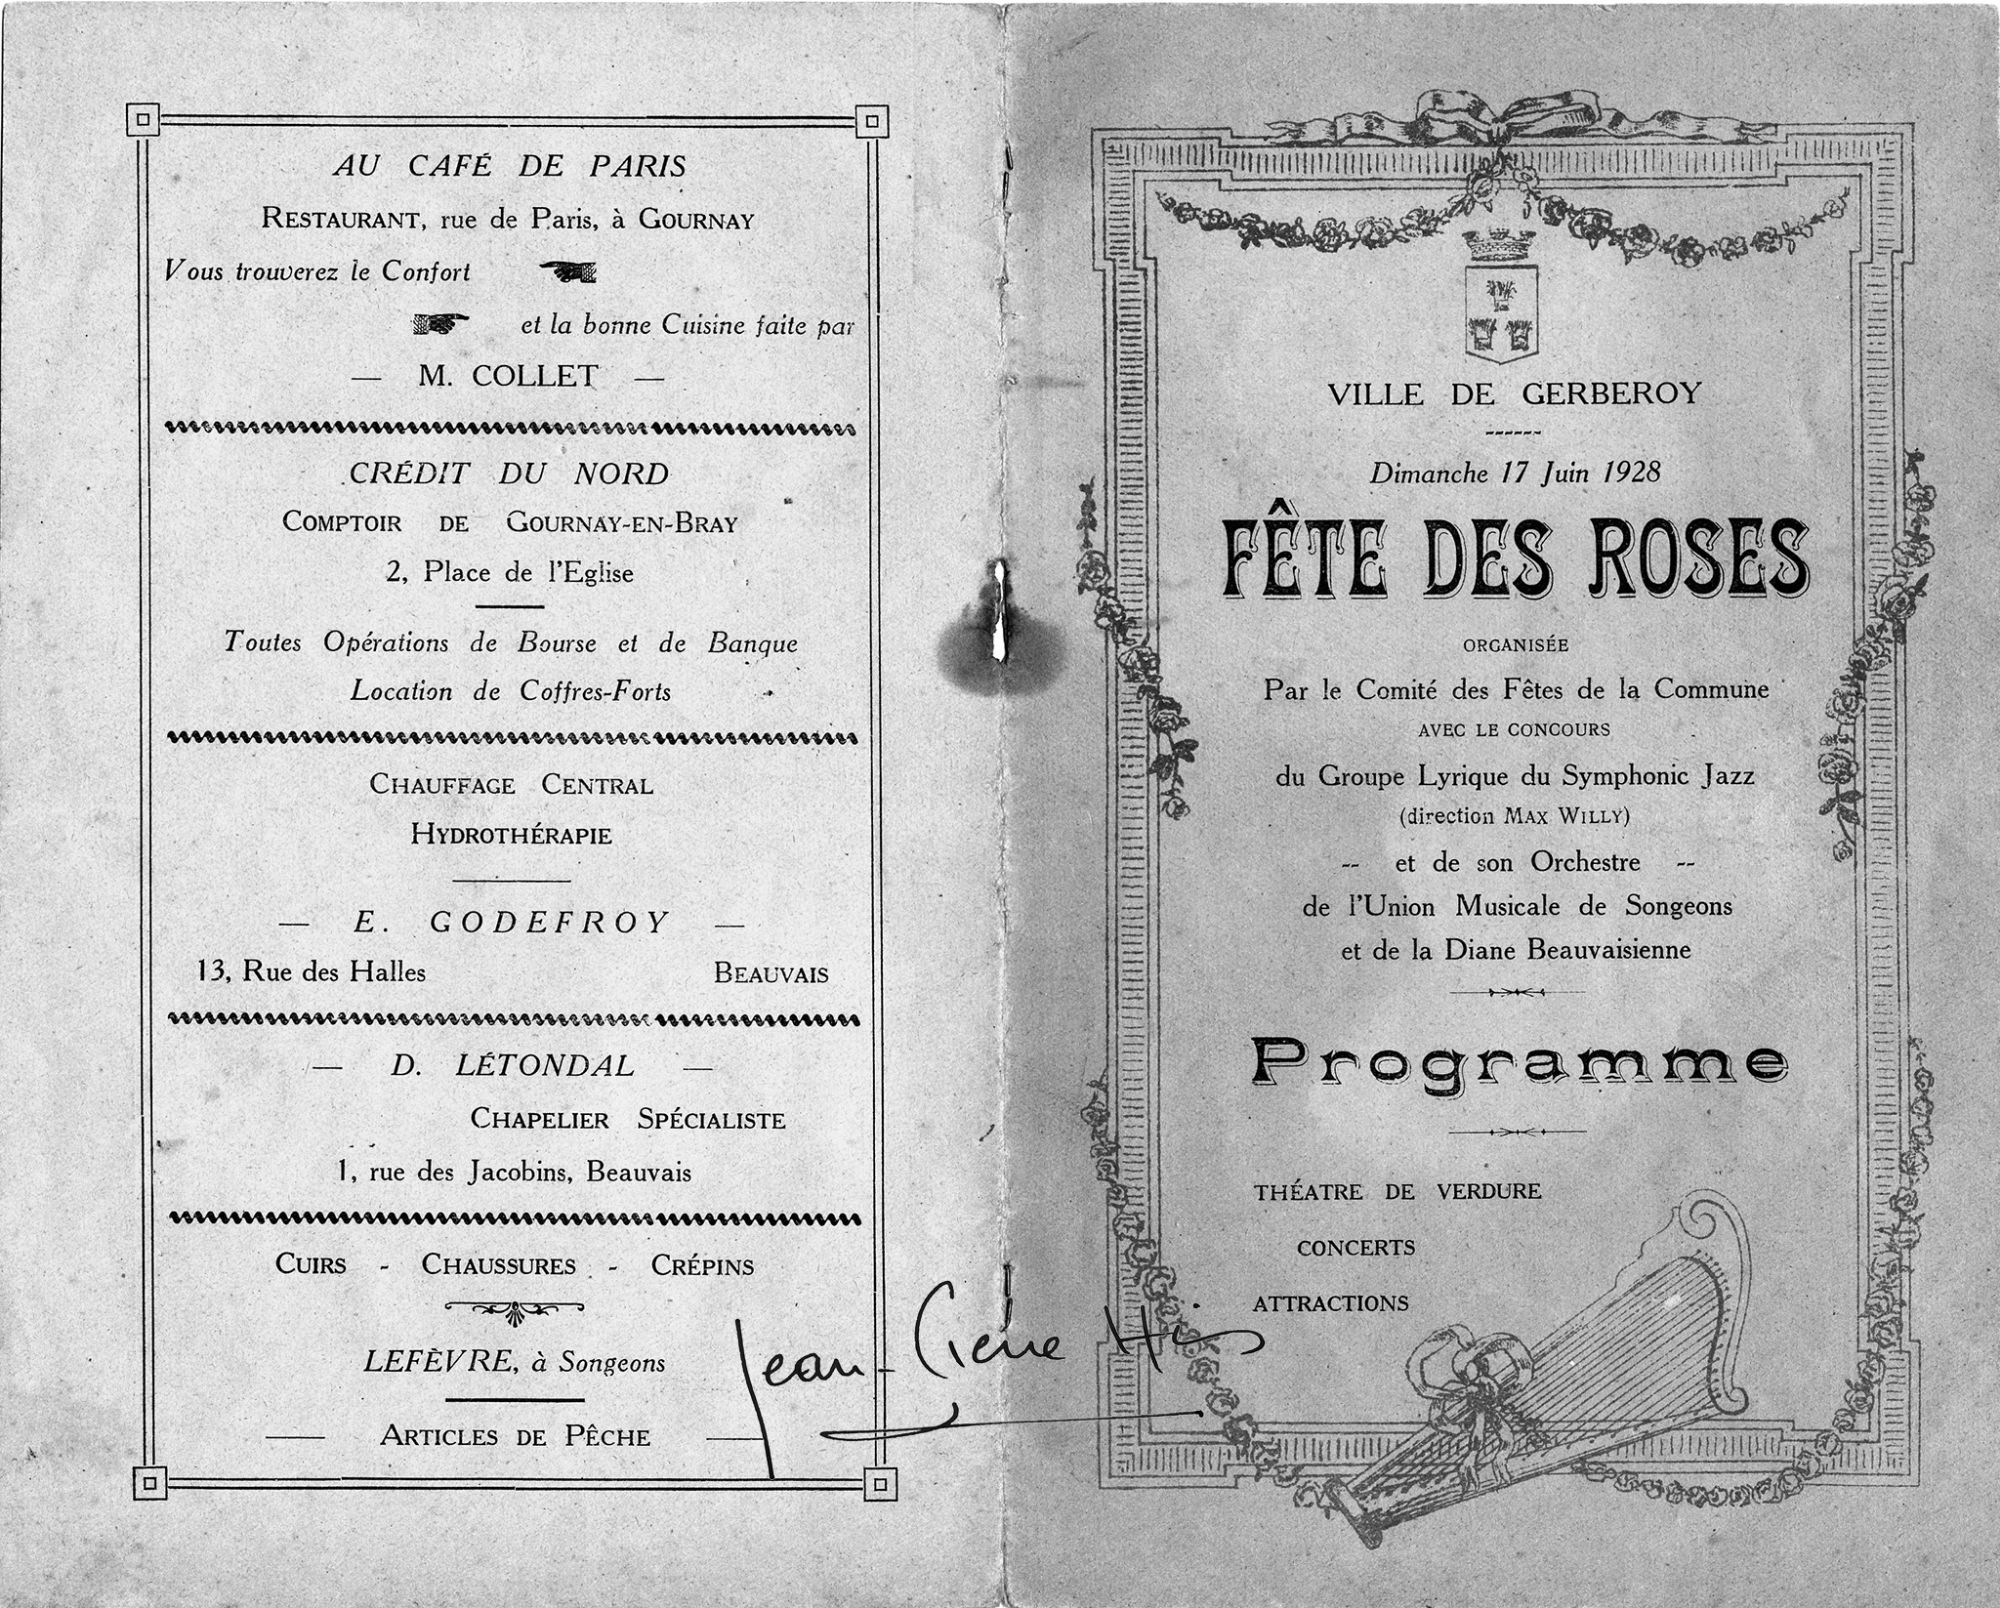 AU CAFÉ DE PARIS
RESTAURANT, rue de Paris, à GOURNAY
Vous trouverez le Confort
et la bonne Cuisine faite par
— M. COLLET —
CRÉDIT DU NORD
COMPTOIR DE GOURNAY-EN-BRAY
2, Place de l'Eglise
Toutes Opérations de Bourse et de Banque
Location de Coffres-Forts
CHAUFFAGE CENTRAL
HYDROTHÉRAPIE
— E. GODEFROY —
13, Rue des Halles BEAUVAIS
— D. LÉTONDAL —
CHAPELIER SPÉCIALISTE
1, rue des Jacobins, Beauvais
CUIRS - CHAUSSURES - CRÉPINS
LEFÈVRE, à Songeons
— ARTICLES DE PÊCHE —
VILLE DE GERBEROY
Dimanche 17 Juin 1928
FÊTE DES ROSES
ORGANISÉE
Par le Comité des Fêtes de la Commune
AVEC LE CONCOURS
du Groupe Lyrique du Symphonic Jazz
(direction MAX WILLY)
-- et de son Orchestre --
de l'Union Musicale de Songeons
et de la Diane Beauvaisienne
Programme
THÉATRE DE VERDURE
CONCERTS
ATTRACTIONS
Jean-